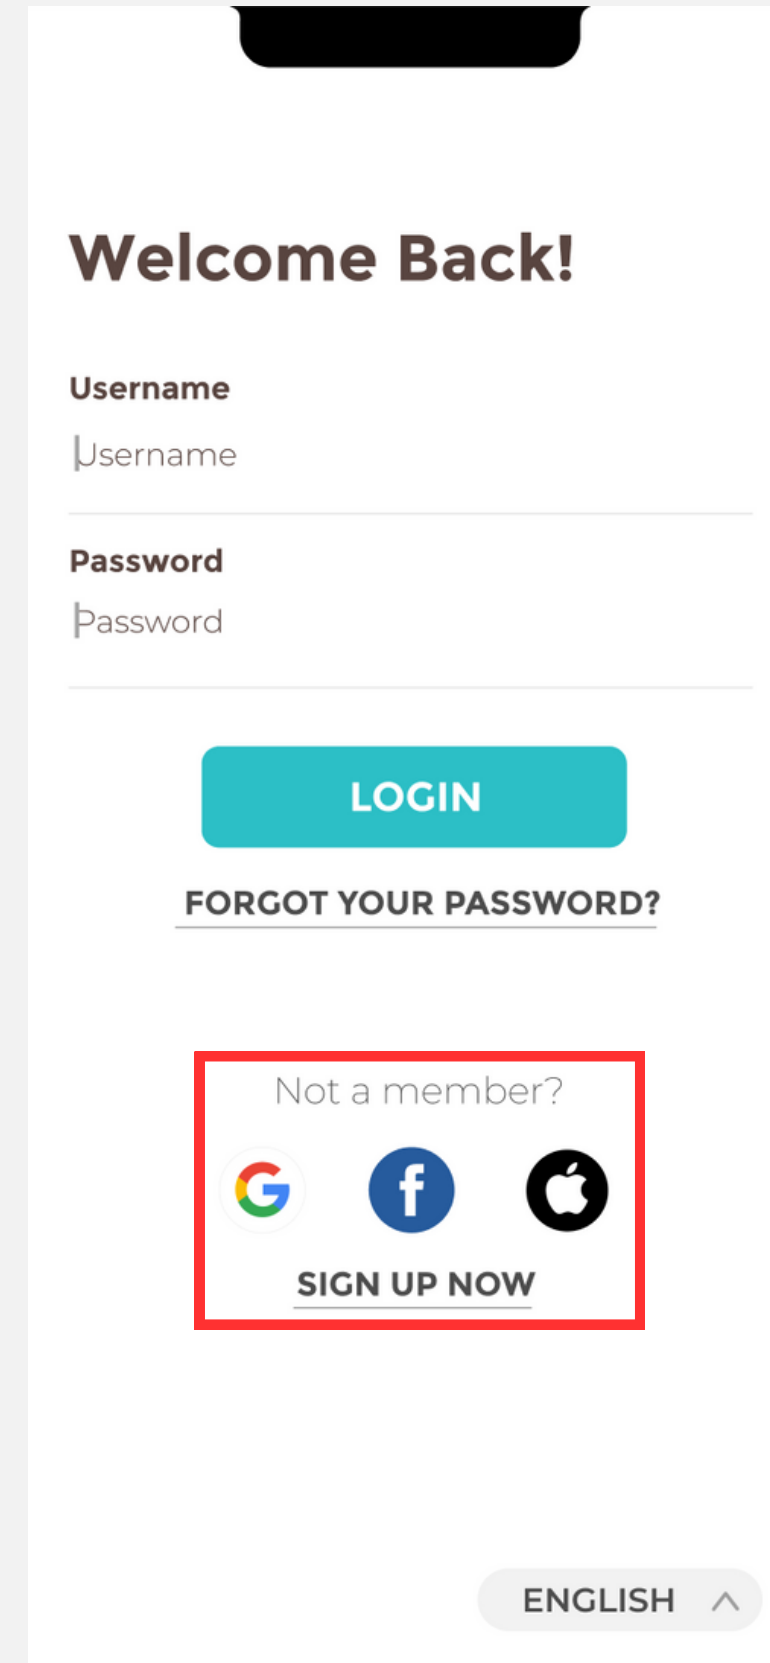 Welcome Back!
Username
Username
Password
Password
LOGIN
FORGOT YOUR PASSWORD?
Not a member?
SIGN UP NOW
ENGLISH